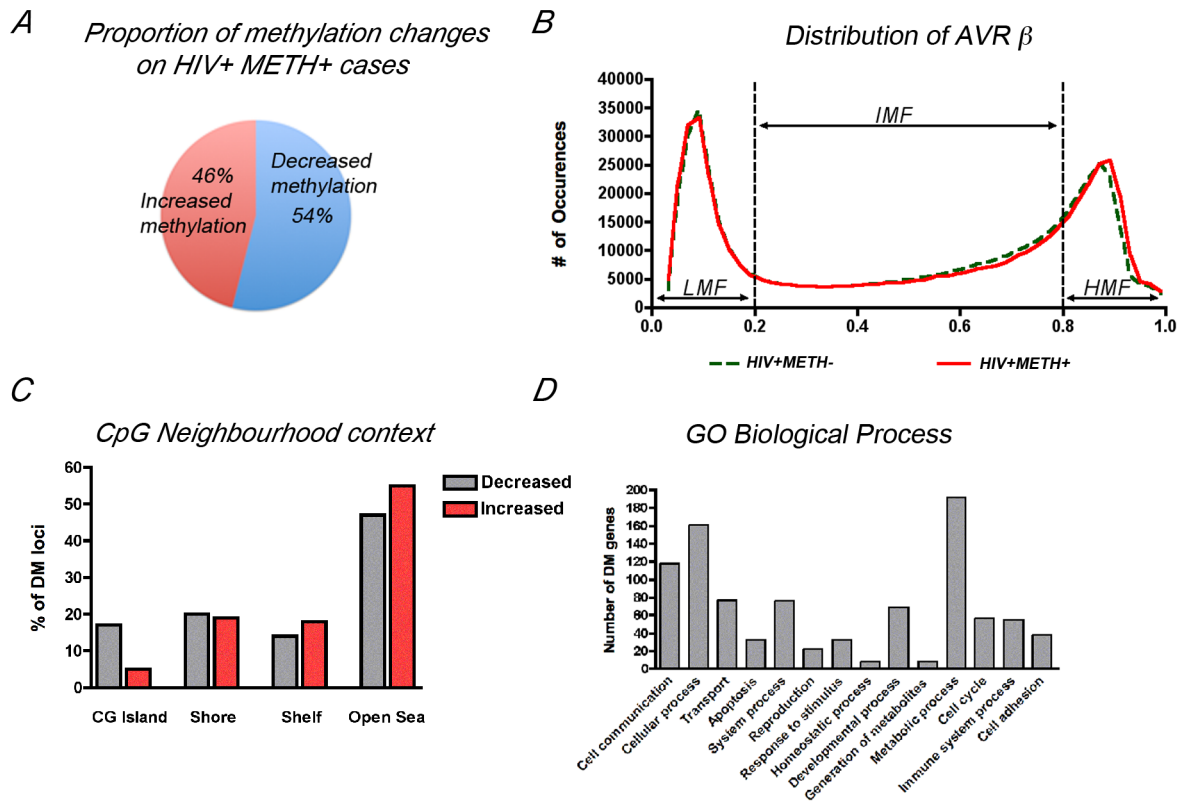 A
Proportion of methylation changes
on HIV+ METH+ cases
46%
Increased
methylation
Decreased
methylation
54%
B
Distribution of AVR β
# of Occurences
40000
35000
30000
25000
20000
15000
10000
5000
0
IMF
LMF
HMF
0.0
0.2
0.4
0.6
0.8
1.0
HIV+METH-
HIV+METH+
C
CpG Neighbourhood context
% of DM loci
60
50
40
30
20
10
0
Decreased
Increased
CG Island
Shore
Shelf
Open Sea
D
GO Biological Process
Number of DM genes
200
180
160
140
120
100
80
60
40
20
0
Cell communication
Cellular process
Transport
Apoptosis
System process
Reproduction
Response to stimulus
Homeostatic process
Developmental process
Generation of metabolites
Metabolic process
Cell cycle
Immune system process
Cell adhesion